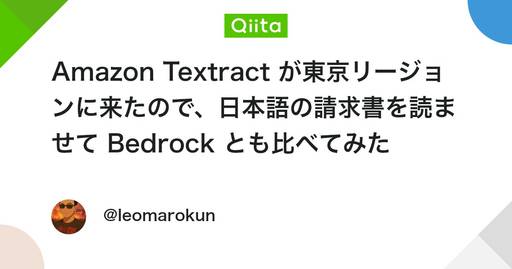 Qiita
Amazon Textract が東京リージョ
ンに来たので、日本語の請求書を読ま
せて Bedrock とも比べてみた
@leomarokun